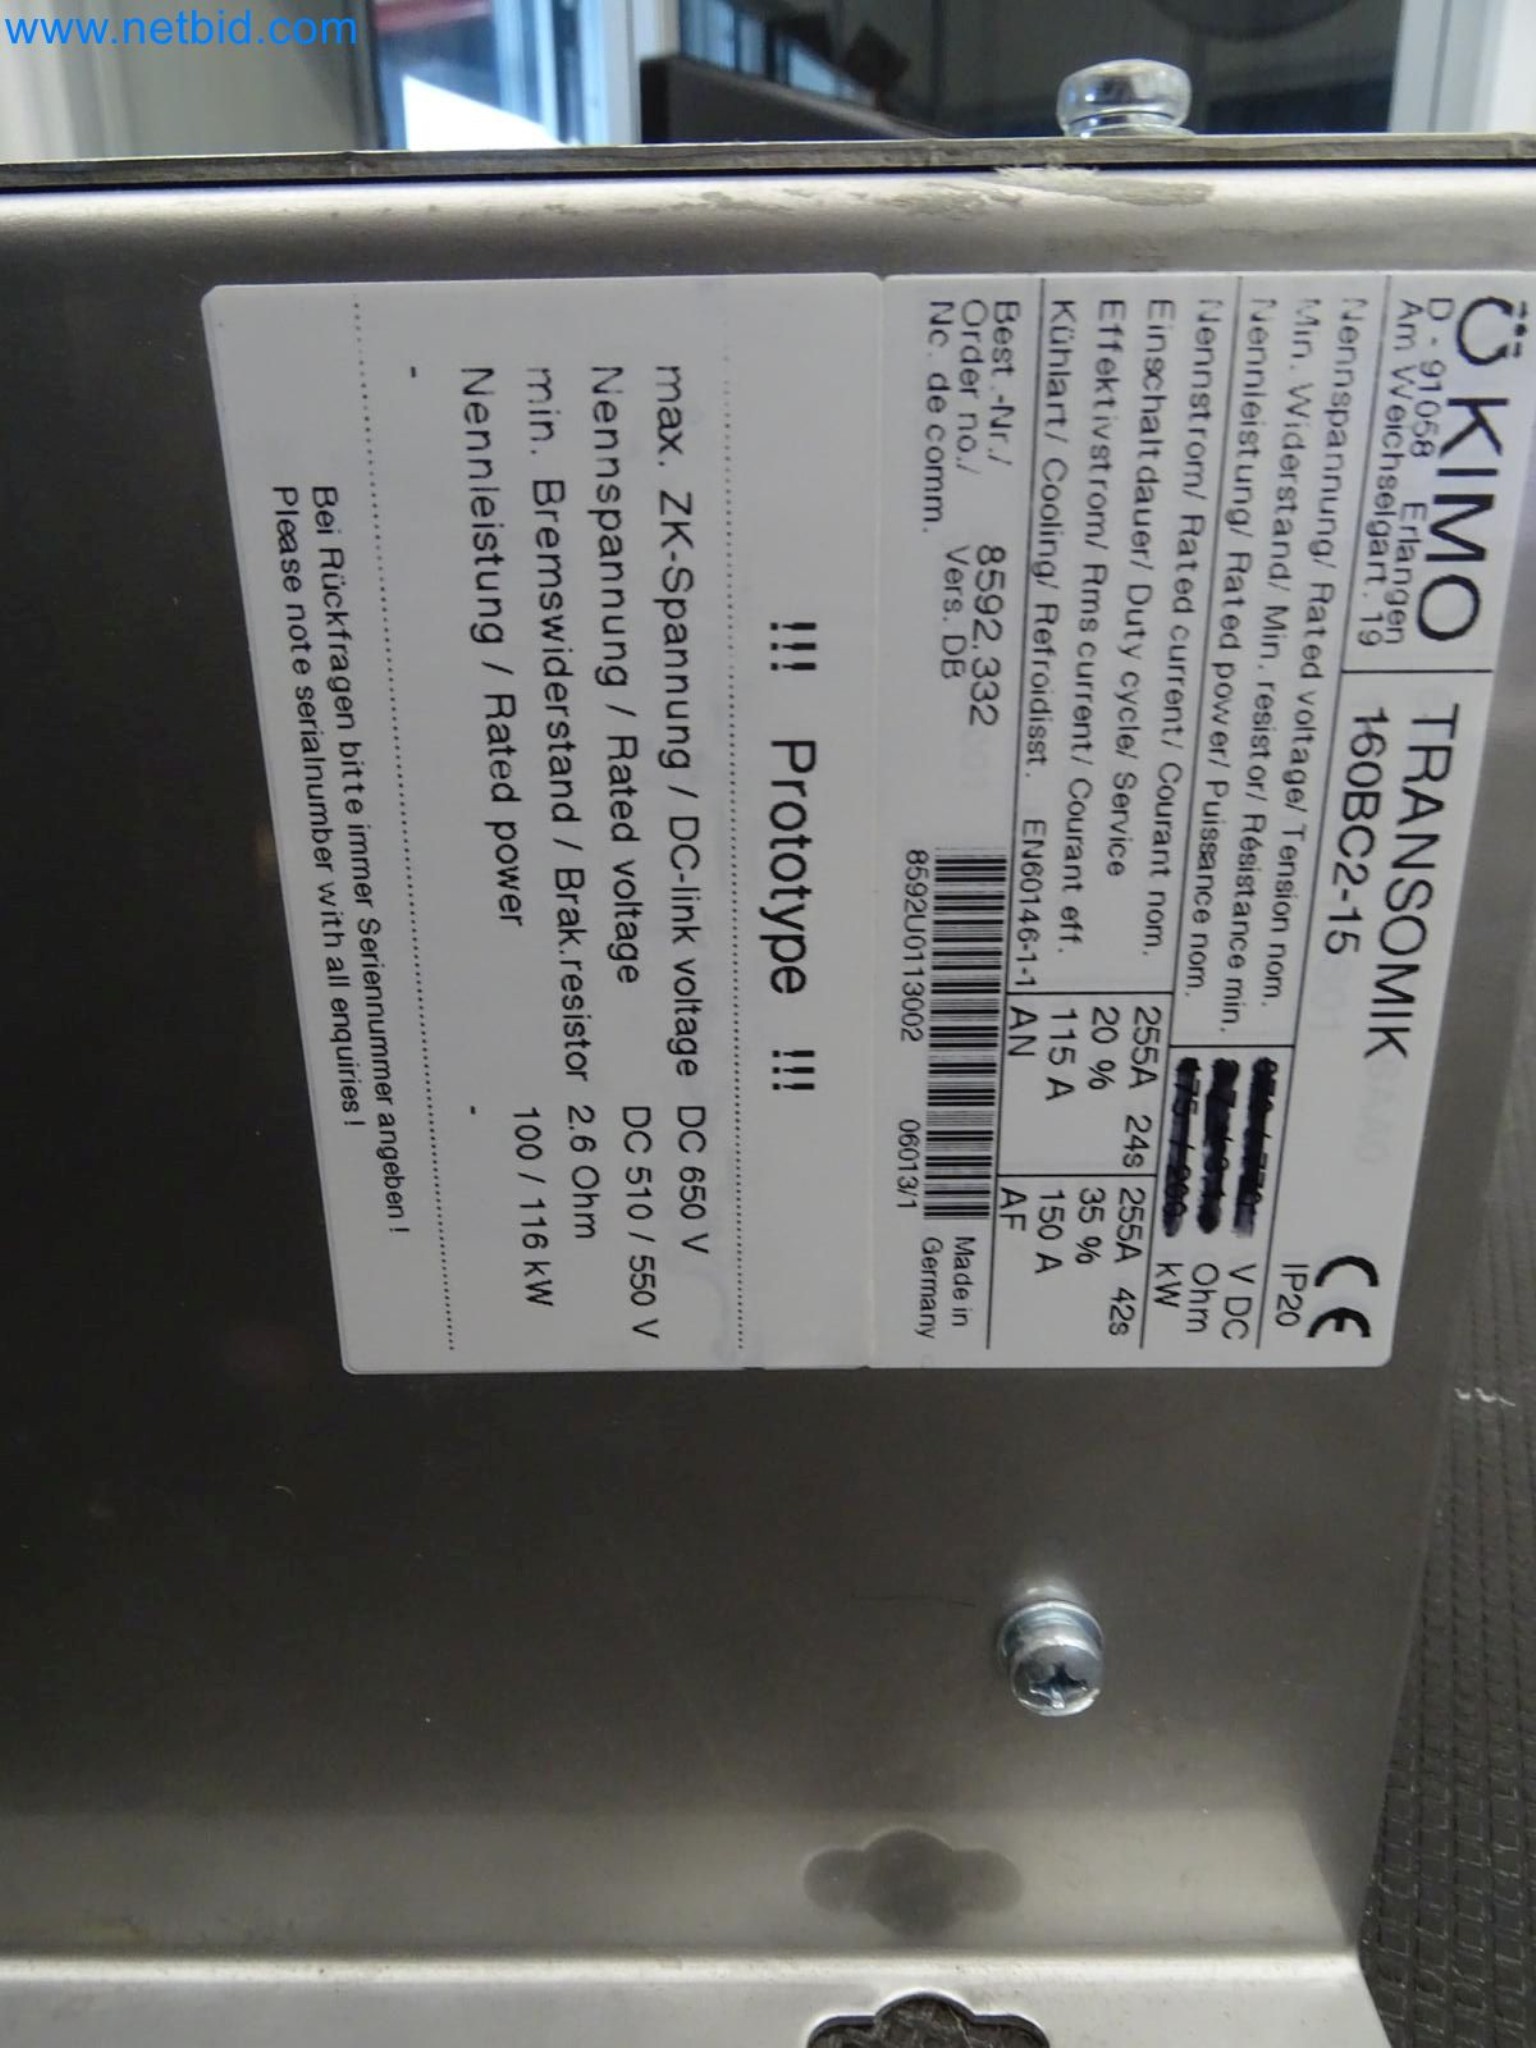 www.netbid.com
KIMO
D - 91058 Erlangen
Am Weichselgart. 19
TRANSOMIK
160BC2-15
CE
IP20
Nennspannung/ Rated voltage/ Tension nom. V DC
Min. Widerstand/ Min. resistor/ Résistance min. Ohm
Nennleistung/ Rated power/ Puissance nom. kW
Nennstrom/ Rated current/ Courant nom. 255A 24s 255A 42s
Einschaltdauer/ Duty cycle/ Service 20 % 35 %
Effektivstrom/ Rms current/ Courant eff. 115 A 150 A
Kühlart/ Cooling/ Refroidisst. EN60146-1-1 AN AF
Best.-Nr./
Order no./ 8592.332
No. de comm. Vers. DB
8592U0113002 06013/1
Made in
Germany
!!! Prototype !!!
max. ZK-Spannung / DC-link voltage DC 650 V
Nennspannung / Rated voltage DC 510 / 550 V
min. Bremswiderstand / Brak.resistor 2.6 Ohm
Nennleistung / Rated power 100 / 116 kW
- -
Bei Rückfragen bitte immer Seriennummer angeben!
Please note serialnumber with all enquiries!